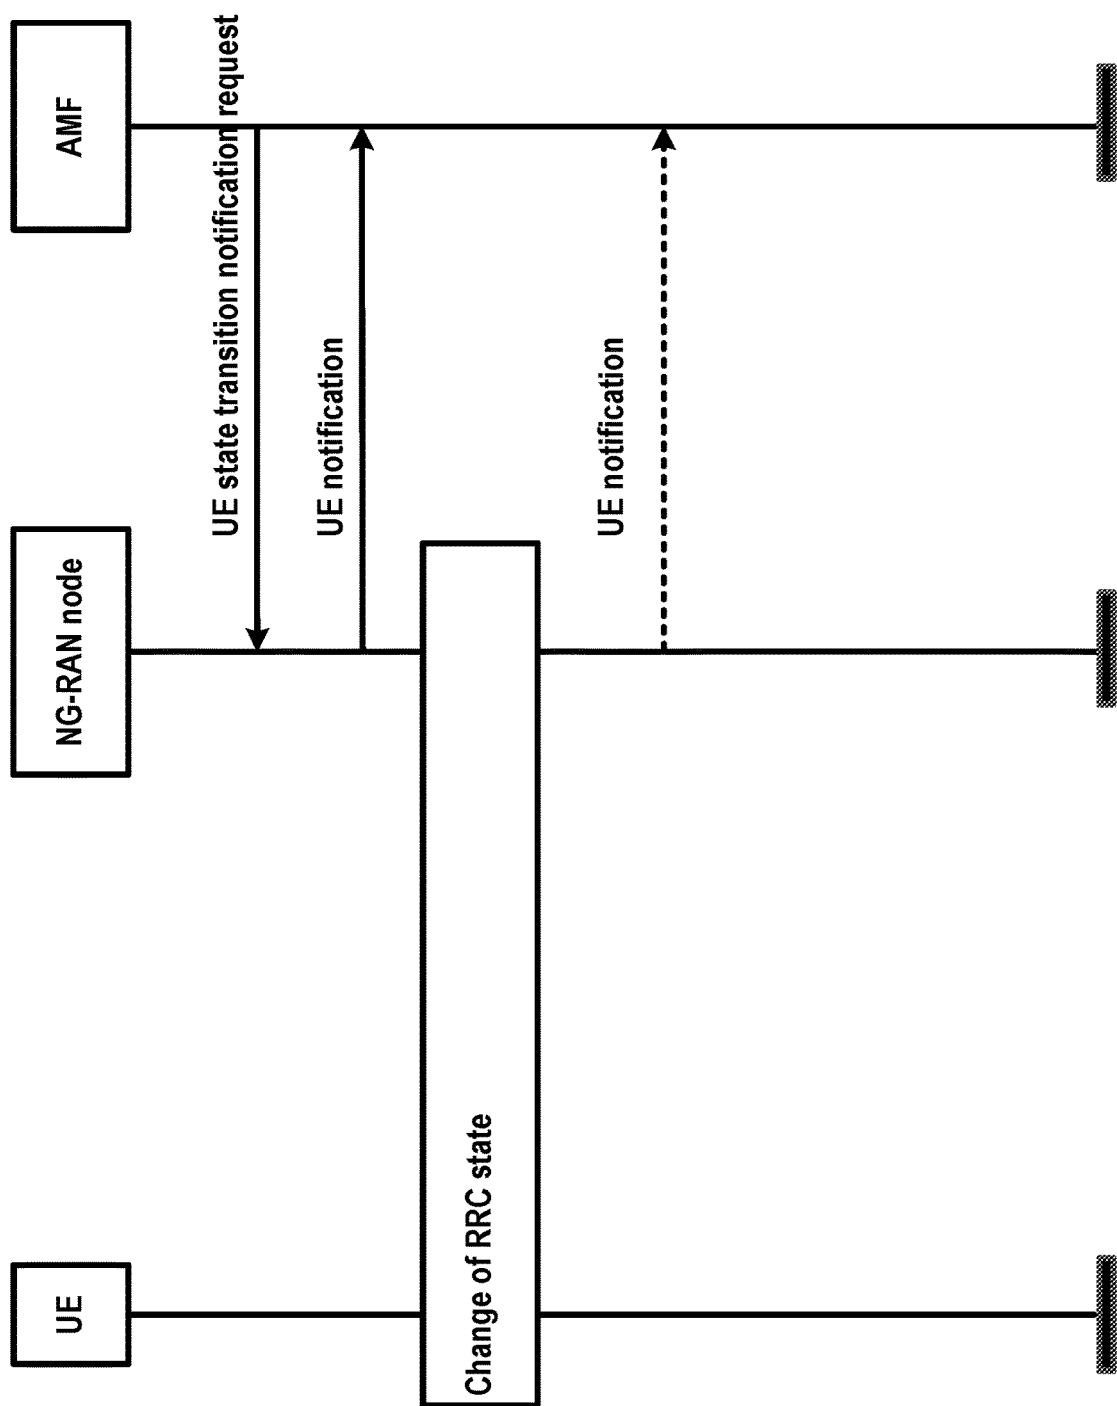 UE
NG-RAN node
AMF
UE state transition notification request
UE notification
Change of RRC state
UE notification